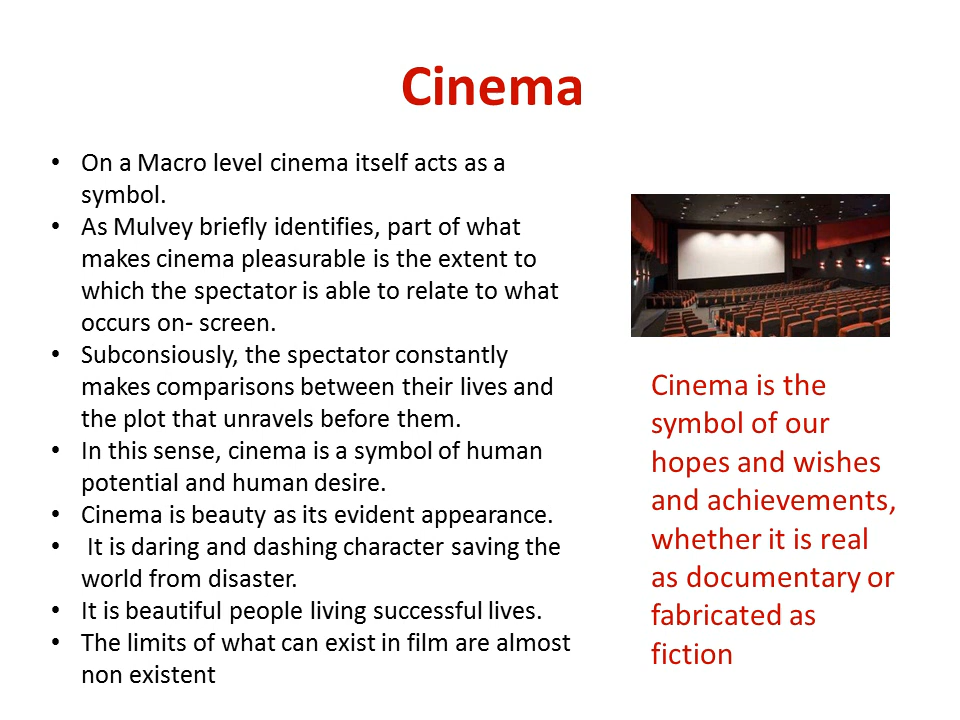 Cinema
• On a Macro level cinema itself acts as a
symbol.
• As Mulvey briefly identifies, part of what
makes cinema pleasurable is the extent to
which the spectator is able to relate to what
occurs on- screen.
• Subconsiously, the spectator constantly
makes comparisons between their lives and
the plot that unravels before them.
• In this sense, cinema is a symbol of human
potential and human desire.
• Cinema is beauty as its evident appearance.
• It is daring and dashing character saving the
world from disaster.
• It is beautiful people living successful lives.
• The limits of what can exist in film are almost
non existent
Cinema is the
symbol of our
hopes and wishes
and achievements,
whether it is real
as documentary or
fabricated as
fiction